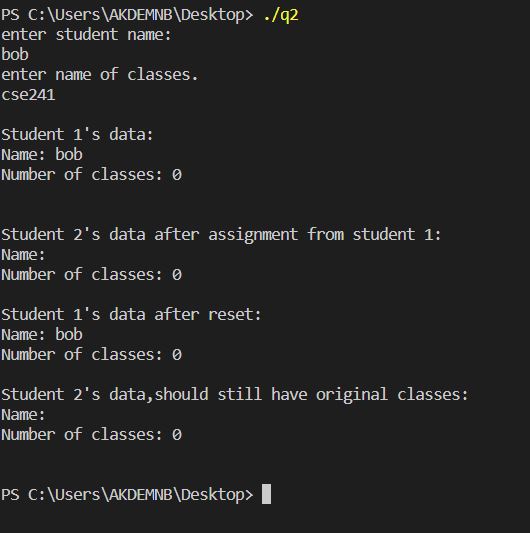 PS C:\Users\AKDEMNB\Desktop> ./q2
enter student name:
bob
enter name of classes.
cse241
Student 1's data:
Name: bob
Number of classes: 0
Student 2's data after assignment from student 1:
Name:
Number of classes: 0
Student 1's data after reset:
Name: bob
Number of classes: 0
Student 2's data,should still have original classes:
Name:
Number of classes: 0
PS C:\Users\AKDEMNB\Desktop>